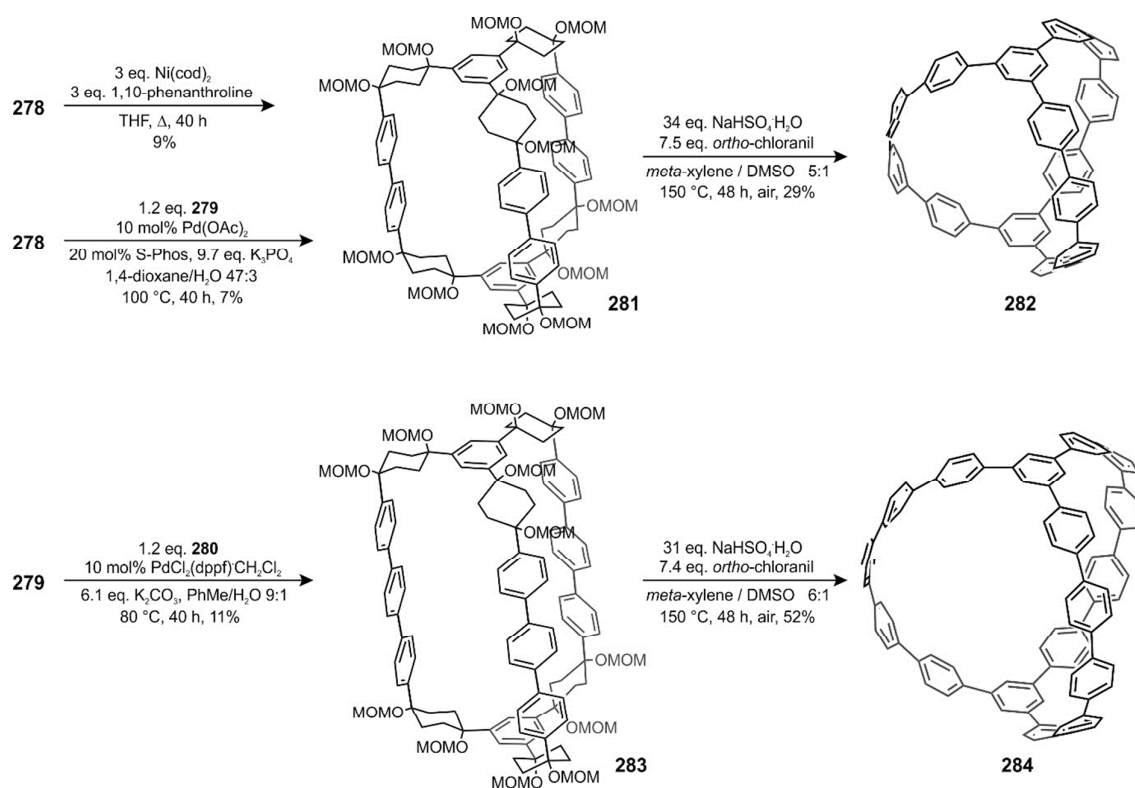 278
3 eq. Ni(cod)₂
3 eq. 1,10-phenanthroline
THF, Δ, 40 h
9%
278
1.2 eq. 279
10 mol% Pd(OAc)₂
20 mol% S-Phos, 9.7 eq. K₃PO₄
1,4-dioxane/H₂O 47:3
100 °C, 40 h, 7%
MOMO
OMOM
MOMO
MOMO
OMOM
OMOM
OMOM
MOMO
MOMO
OMOM
MOMO
OMOM
281
34 eq. NaHSO₄·H₂O
7.5 eq. ortho-chloranil
meta-xylene / DMSO 5:1
150 °C, 48 h, air, 29%
282
279
1.2 eq. 280
10 mol% PdCl₂(dppf)·CH₂Cl₂
6.1 eq. K₂CO₃, PhMe/H₂O 9:1
80 °C, 40 h, 11%
MOMO
OMOM
MOMO
MOMO
OMOM
OMOM
OMOM
MOMO
OMOM
MOMO
MOMO
OMOM
283
31 eq. NaHSO₄·H₂O
7.4 eq. ortho-chloranil
meta-xylene / DMSO 6:1
150 °C, 48 h, air, 52%
284